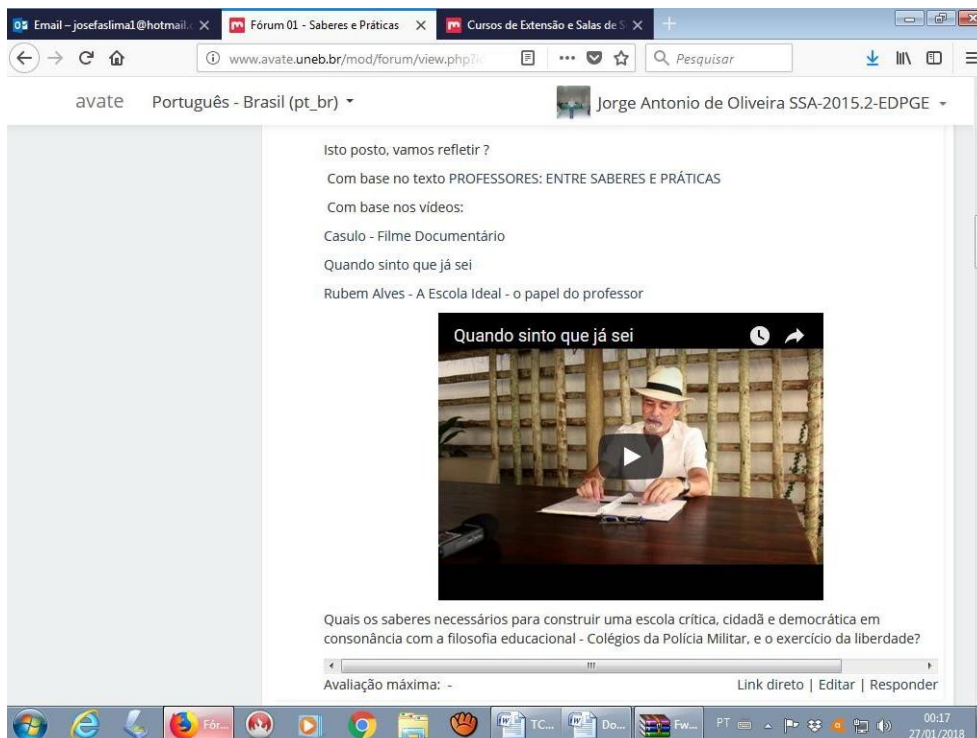 Email – josefaslima1@hotmail.c
Fórum 01 - Saberes e Práticas
Cursos de Extensão e Salas de S
www.avate.uneb.br/mod/forum/view.php?i
Pesquisar
avate
Português - Brasil (pt_br)
Jorge Antonio de Oliveira SSA-2015.2-EDPGE
Isto posto, vamos refletir ?
Com base no texto PROFESSORES: ENTRE SABERES E PRÁTICAS
Com base nos vídeos:
Casulo - Filme Documentário
Quando sinto que já sei
Rubem Alves - A Escola Ideal - o papel do professor
Quando sinto que já sei
Quais os saberes necessários para construir uma escola crítica, cidadã e democrática em
consonância com a filosofia educacional - Colégios da Polícia Militar, e o exercício da liberdade?
Avaliação máxima: -
Link direto | Editar | Responder
Fór...
TC...
Do...
Fw...
PT
00:17
27/01/2018